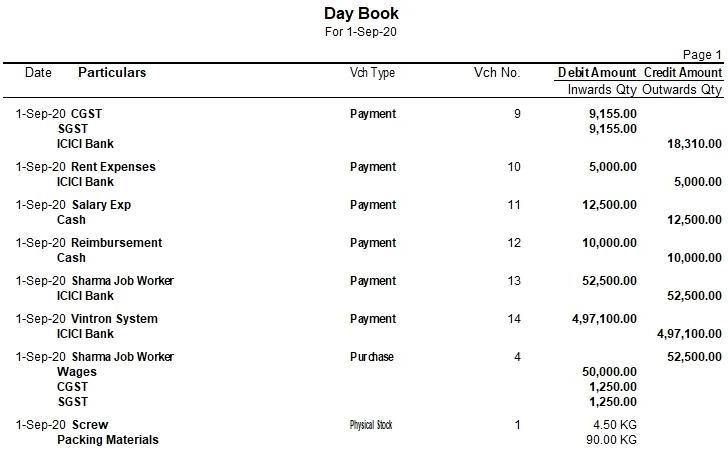 Day Book
For 1-Sep-20
Page 1
Date Particulars Vch Type Vch No. Debit Amount Credit Amount
Inwards Qty Outwards Qty
1-Sep-20 CGST Payment 9 9,155.00
SGST 9,155.00
ICICI Bank 18,310.00
1-Sep-20 Rent Expenses Payment 10 5,000.00
ICICI Bank 5,000.00
1-Sep-20 Salary Exp Payment 11 12,500.00
Cash 12,500.00
1-Sep-20 Reimbursement Payment 12 10,000.00
Cash 10,000.00
1-Sep-20 Sharma Job Worker Payment 13 52,500.00
ICICI Bank 52,500.00
1-Sep-20 Vintron System Payment 14 4,97,100.00
ICICI Bank 4,97,100.00
1-Sep-20 Sharma Job Worker Purchase 4 52,500.00
Wages 50,000.00
CGST 1,250.00
SGST 1,250.00
1-Sep-20 Screw Physical Stock 1 4.50 KG
Packing Materials 90.00 KG